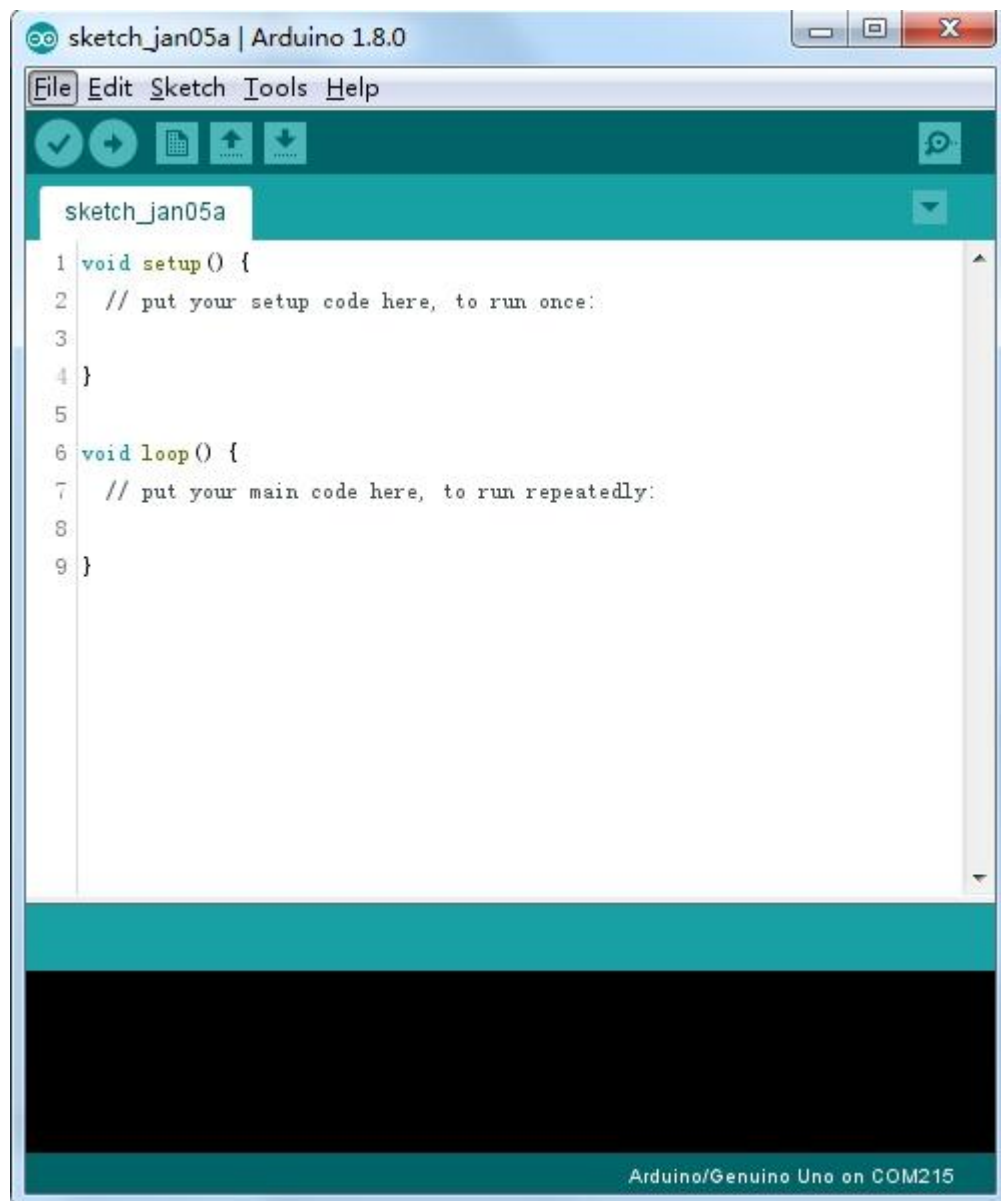 sketch_jan05a | Arduino 1.8.0
File Edit Sketch Tools Help
sketch_jan05a
1 void setup() {
2   // put your setup code here, to run once:
3
4 }
5
6 void loop() {
7   // put your main code here, to run repeatedly:
8
9 }
Arduino/Genuino Uno on COM215